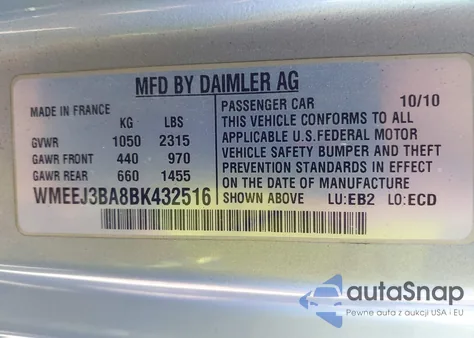 MFD BY DAIMLER AG
MADE IN FRANCE
KG LBS
GVWR 1050 2315
GAWR FRONT 440 970
GAWR REAR 660 1455
WMEEJ3BA8BK432516
PASSENGER CAR 10/10
THIS VEHICLE CONFORMS TO ALL
APPLICABLE U.S.FEDERAL MOTOR
VEHICLE SAFETY BUMPER AND THEFT
PREVENTION STANDARDS IN EFFECT
ON THE DATE OF MANUFACTURE
SHOWN ABOVE LU:EB2 LO:ECD
autoSnap
Pewne auta z aukcji USA i EU